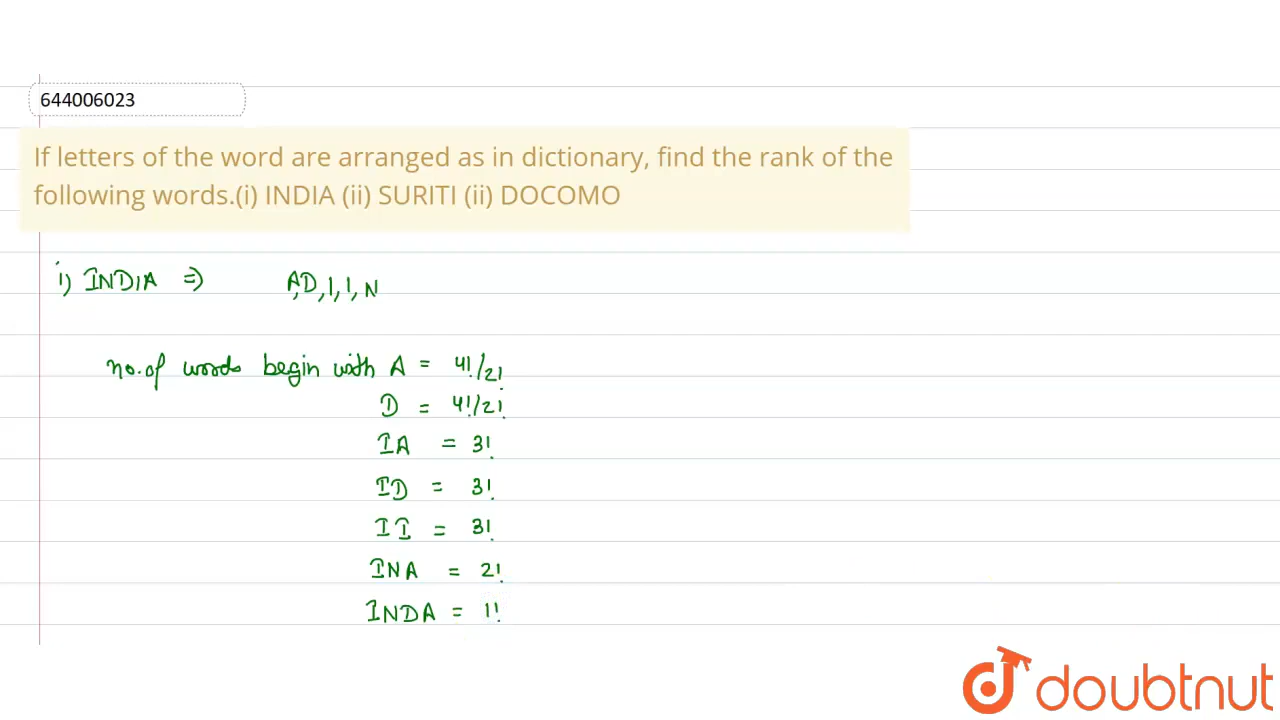 644006023
If letters of the word are arranged as in dictionary, find the rank of the
following words.(i) INDIA (ii) SURITI (ii) DOCOMO
i) INDIA ⇒ A,D,I,I,N
no. of words begin with A = 4!/2!
D = 4!/2!
IA = 3!
ID = 3!
II = 3!
INA = 2!
INDA = 1!
doubtnut